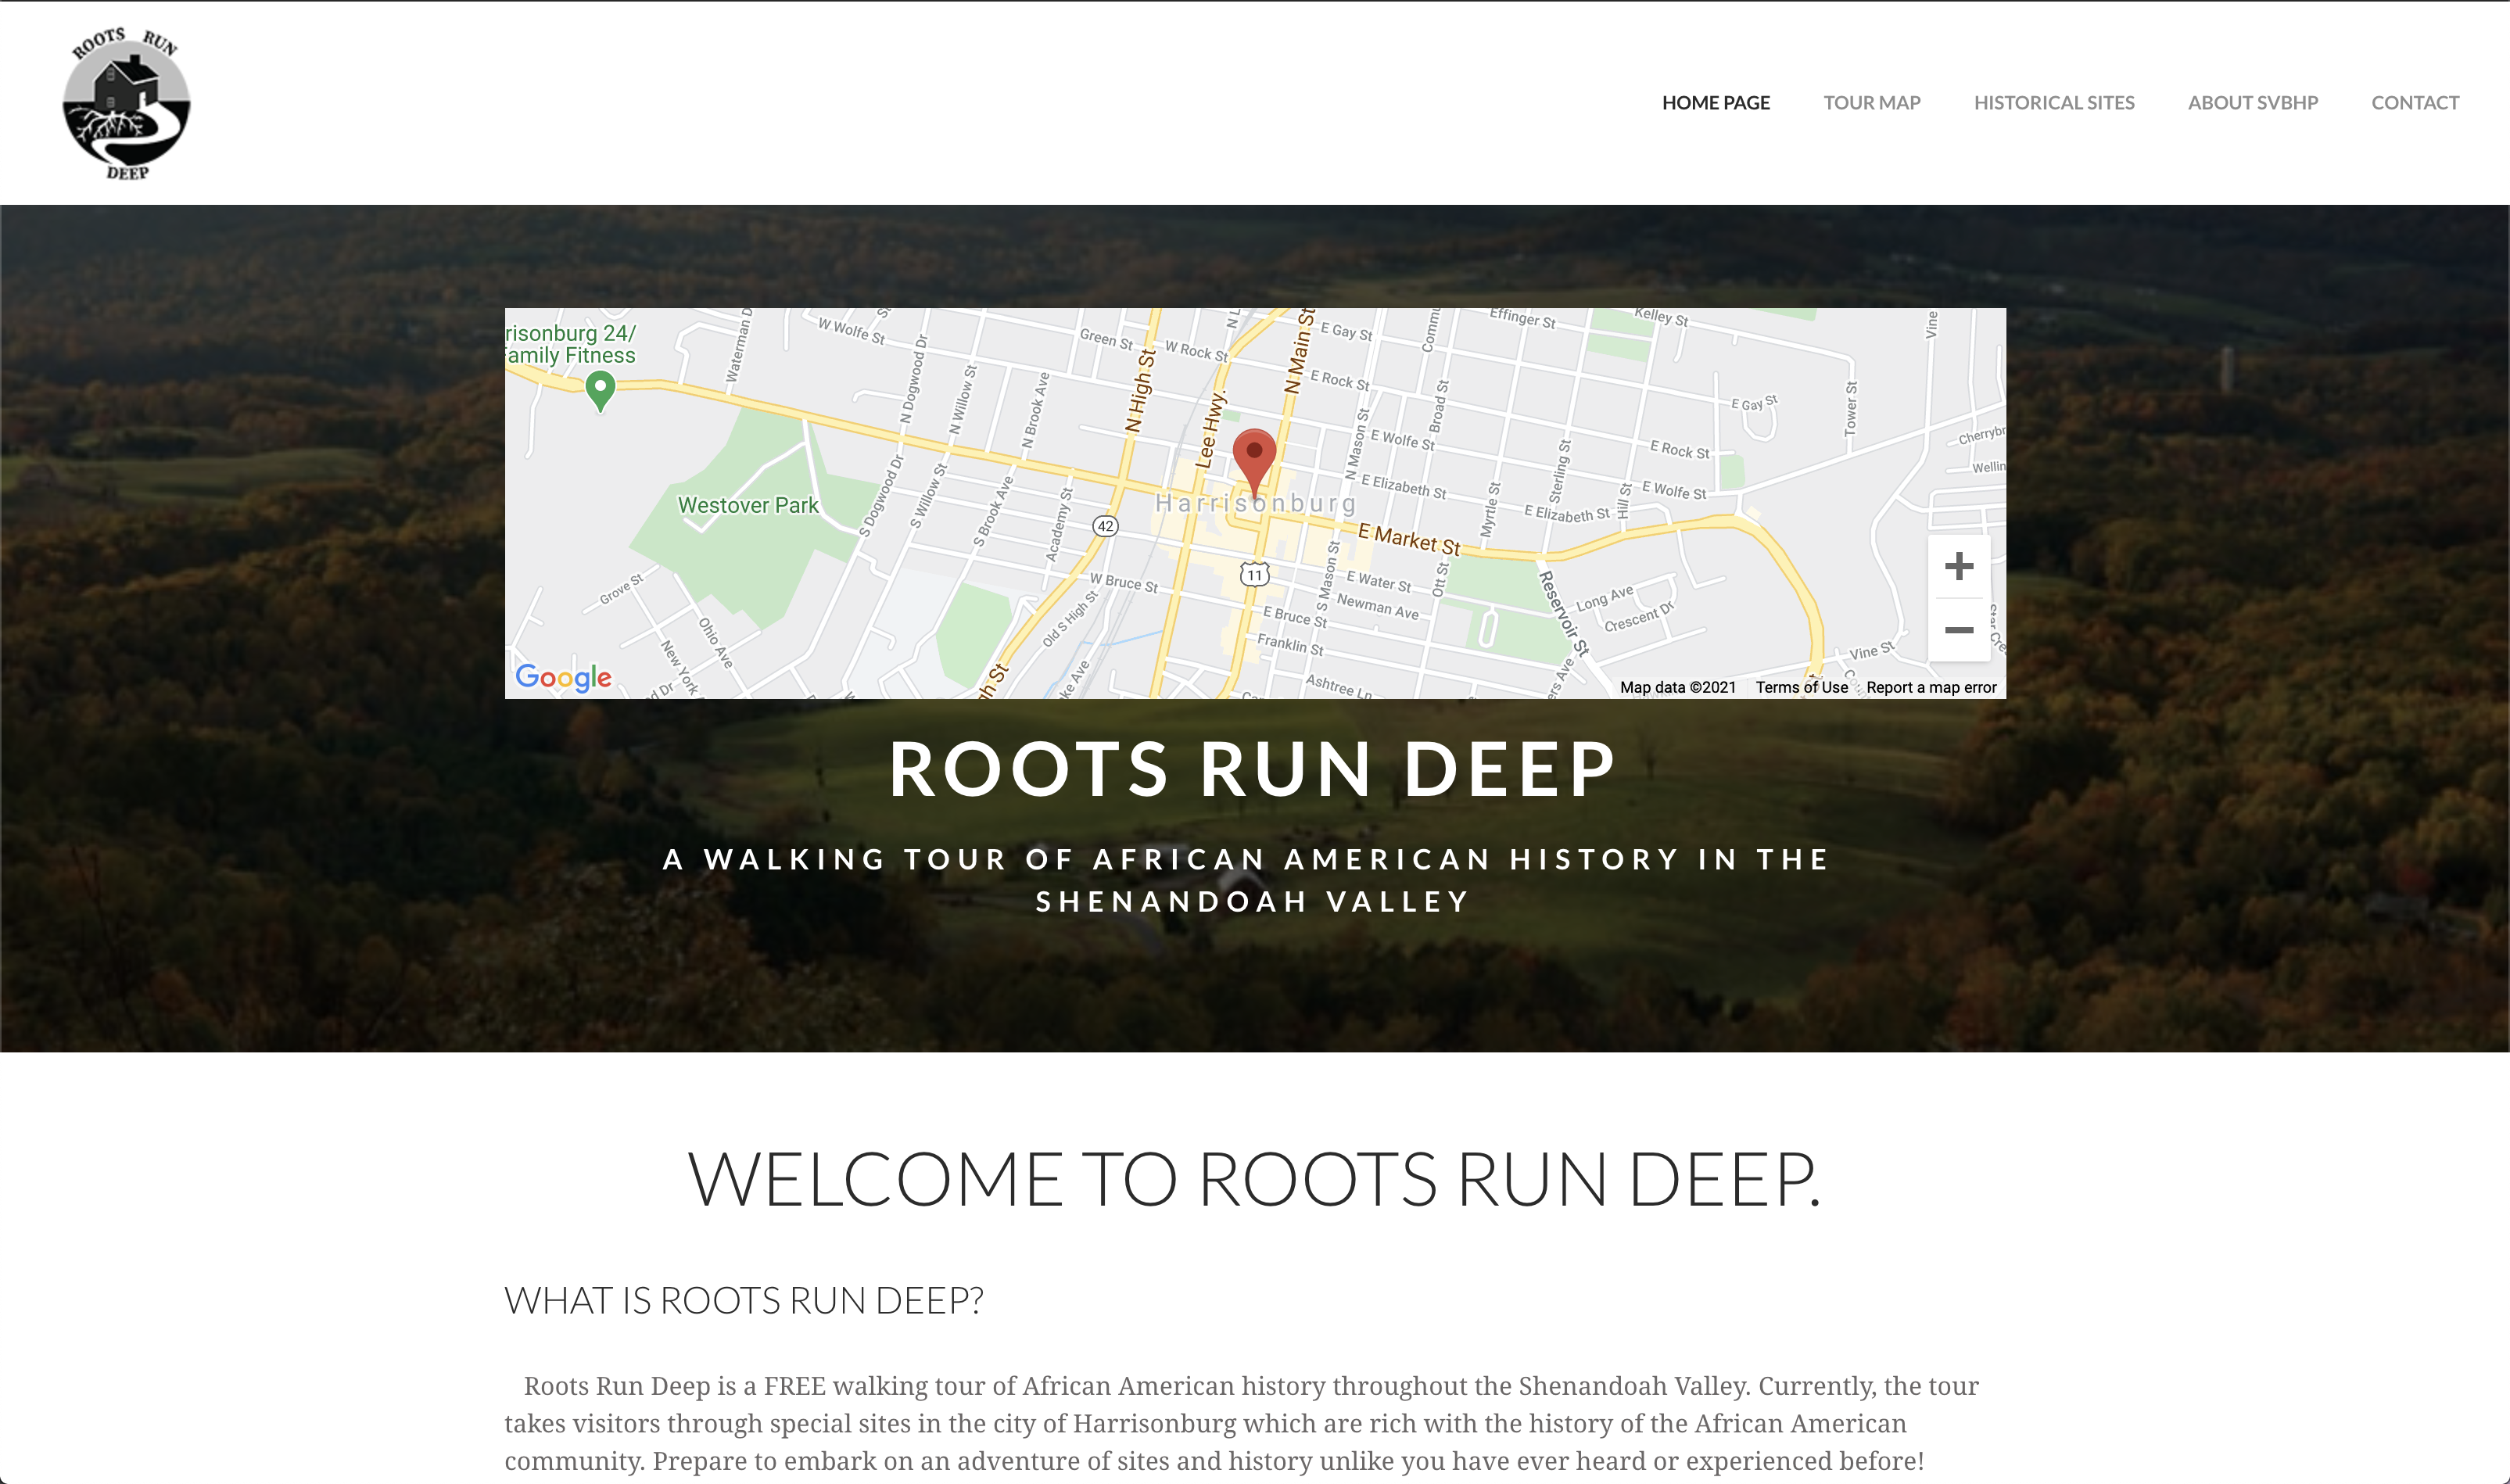 ROOTS RUN
DEEP
HOME PAGE
TOUR MAP
HISTORICAL SITES
ABOUT SVBHP
CONTACT
risonburg 24/
Family Fitness
W Wolfe St
Green St
W Rock St
E Gay St
Effinger St
Kelley St
Vine
N Dogwood Dr
N Willow St
N Brook Ave
N High St
Lee Hwy.
N Main St
E Rock St
Broad St
E Gay St
Tower St
N Mason St
E Wolfe St
Sterling St
E Rock St
Westover Park
S Dogwood Dr
S Willow St
S Brook Ave
Academy St
Harrisonburg
E Elizabeth St
Myrtle St
E Elizabeth St
Hill St
E Wolfe St
42
E Market St
11
Grove St
Ohio Ave
New York
W Bruce St
Old S High St
E Bruce St
S Mason St
E Water St
Newman Ave
Ott St
Franklin St
Reservoir St
Long Ave
Crescent Dr
Vine St
Ashtree Ln
Google
Map data ©2021
Terms of Use
Report a map error
ROOTS RUN DEEP
A WALKING TOUR OF AFRICAN AMERICAN HISTORY IN THE
SHENANDOAH VALLEY
WELCOME TO ROOTS RUN DEEP.
WHAT IS ROOTS RUN DEEP?
Roots Run Deep is a FREE walking tour of African American history throughout the Shenandoah Valley. Currently, the tour
takes visitors through special sites in the city of Harrisonburg which are rich with the history of the African American
community. Prepare to embark on an adventure of sites and history unlike you have ever heard or experienced before!